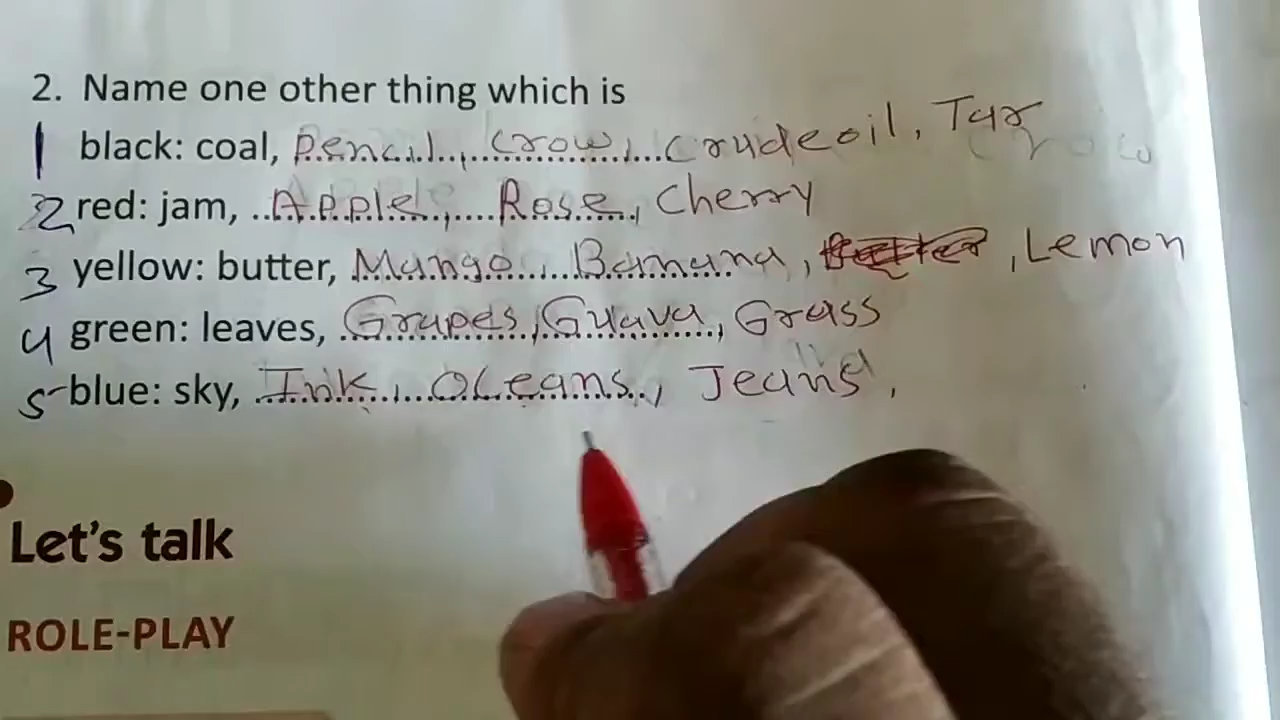 2. Name one other thing which is
1 black: coal, Pencil, Crow, Crudeoil, Tar
2 red: jam, Apple, Rose, Cherry
3 yellow: butter, Mango, Banana, , Lemon
4 green: leaves, Grapes, Guava, Grass
5 blue: sky, Ink, Oceans, Jeans,
Let's talk
ROLE-PLAY